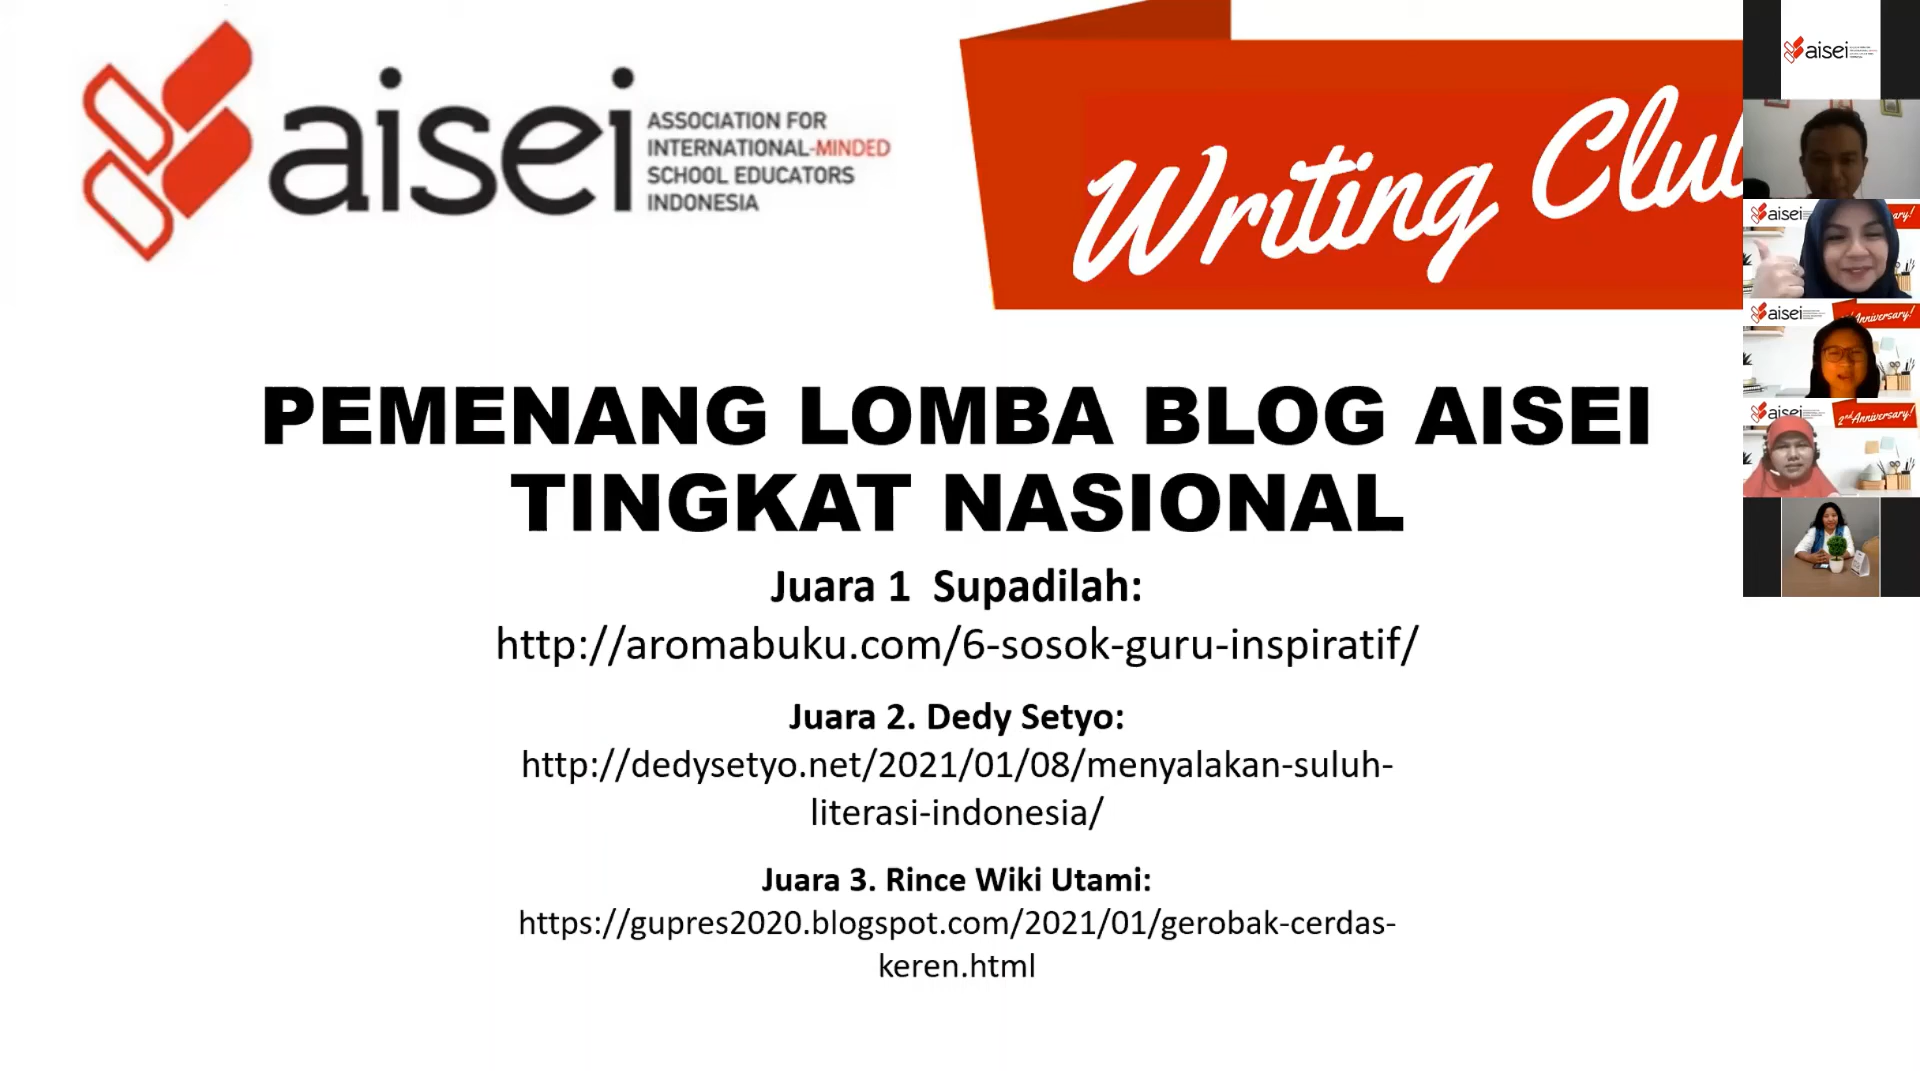 aisei
ASSOCIATION FOR
INTERNATIONAL-MINDED
SCHOOL EDUCATORS
INDONESIA
Writing Clu
PEMENANG LOMBA BLOG AISEI
TINGKAT NASIONAL
Juara 1 Supadilah:
http://aromabuku.com/6-sosok-guru-inspiratif/
Juara 2. Dedy Setyo:
http://dedysetyo.net/2021/01/08/menyalakan-suluh-
literasi-indonesia/
Juara 3. Rince Wiki Utami:
https://gupres2020.blogspot.com/2021/01/gerobak-cerdas-
keren.html
aisei
aisei
ary!
aisei
Anniversary!
aisei
2nd Anniversary!